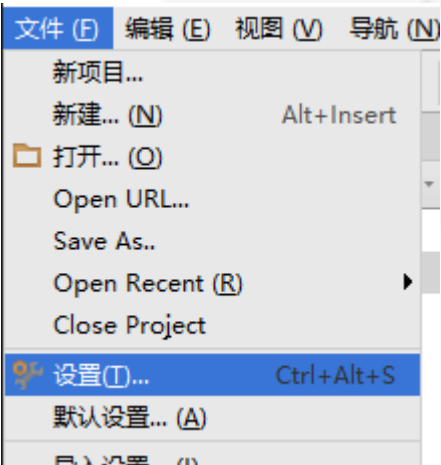 文件 (F) 编辑 (E) 视图 (V) 导航 (N)
新项目...
新建... (N) Alt+Insert
打开... (O)
Open URL...
Save As..
Open Recent (R)
Close Project
设置(T)... Ctrl+Alt+S
默认设置... (A)